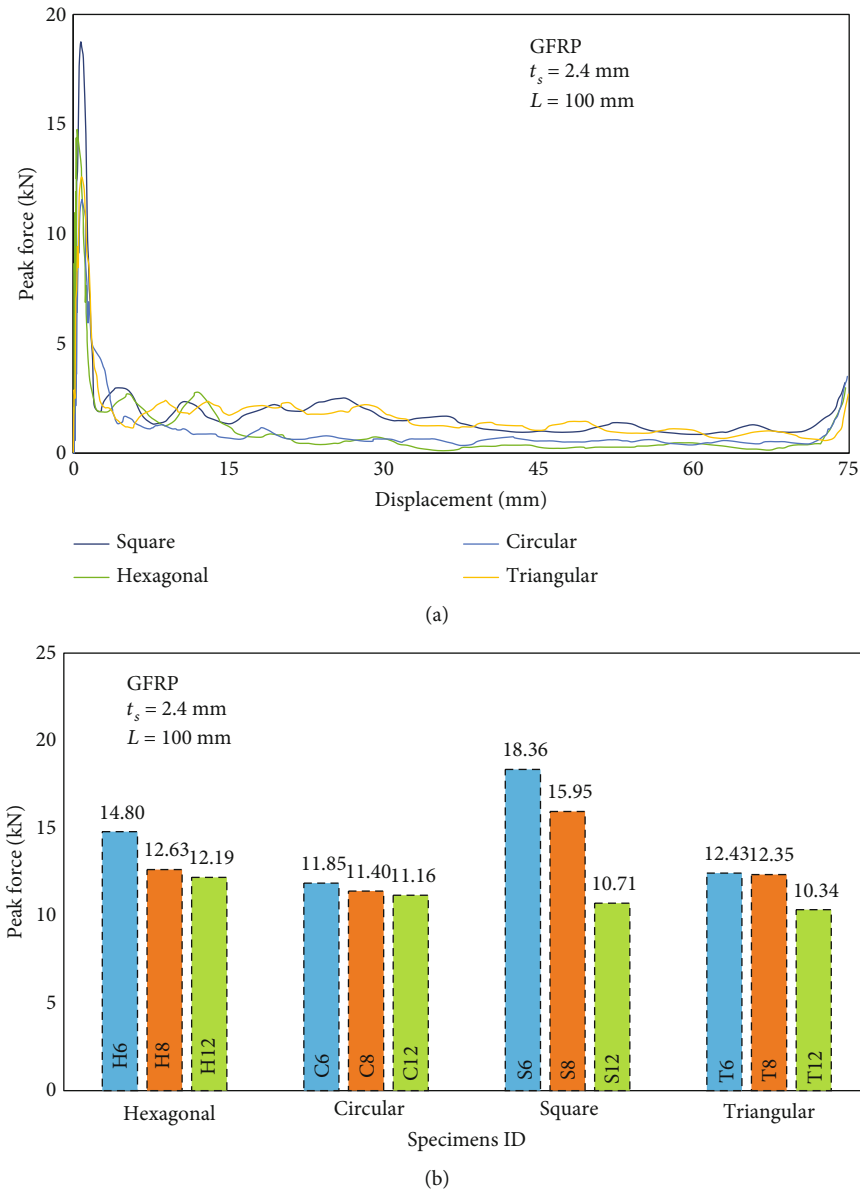 20
15
10
5
0
Peak force (kN)
GFRP
t_s = 2.4 mm
L = 100 mm
0
15
30
45
60
75
Displacement (mm)
Square
Circular
Hexagonal
Triangular
(a)
25
20
15
10
5
0
Peak force (kN)
GFRP
t_s = 2.4 mm
L = 100 mm
14.80
12.63
12.19
11.85
11.40
11.16
18.36
15.95
10.71
12.43
12.35
10.34
H6
H8
H12
C6
C8
C12
S6
S8
S12
T6
T8
T12
Hexagonal
Circular
Square
Triangular
Specimens ID
(b)